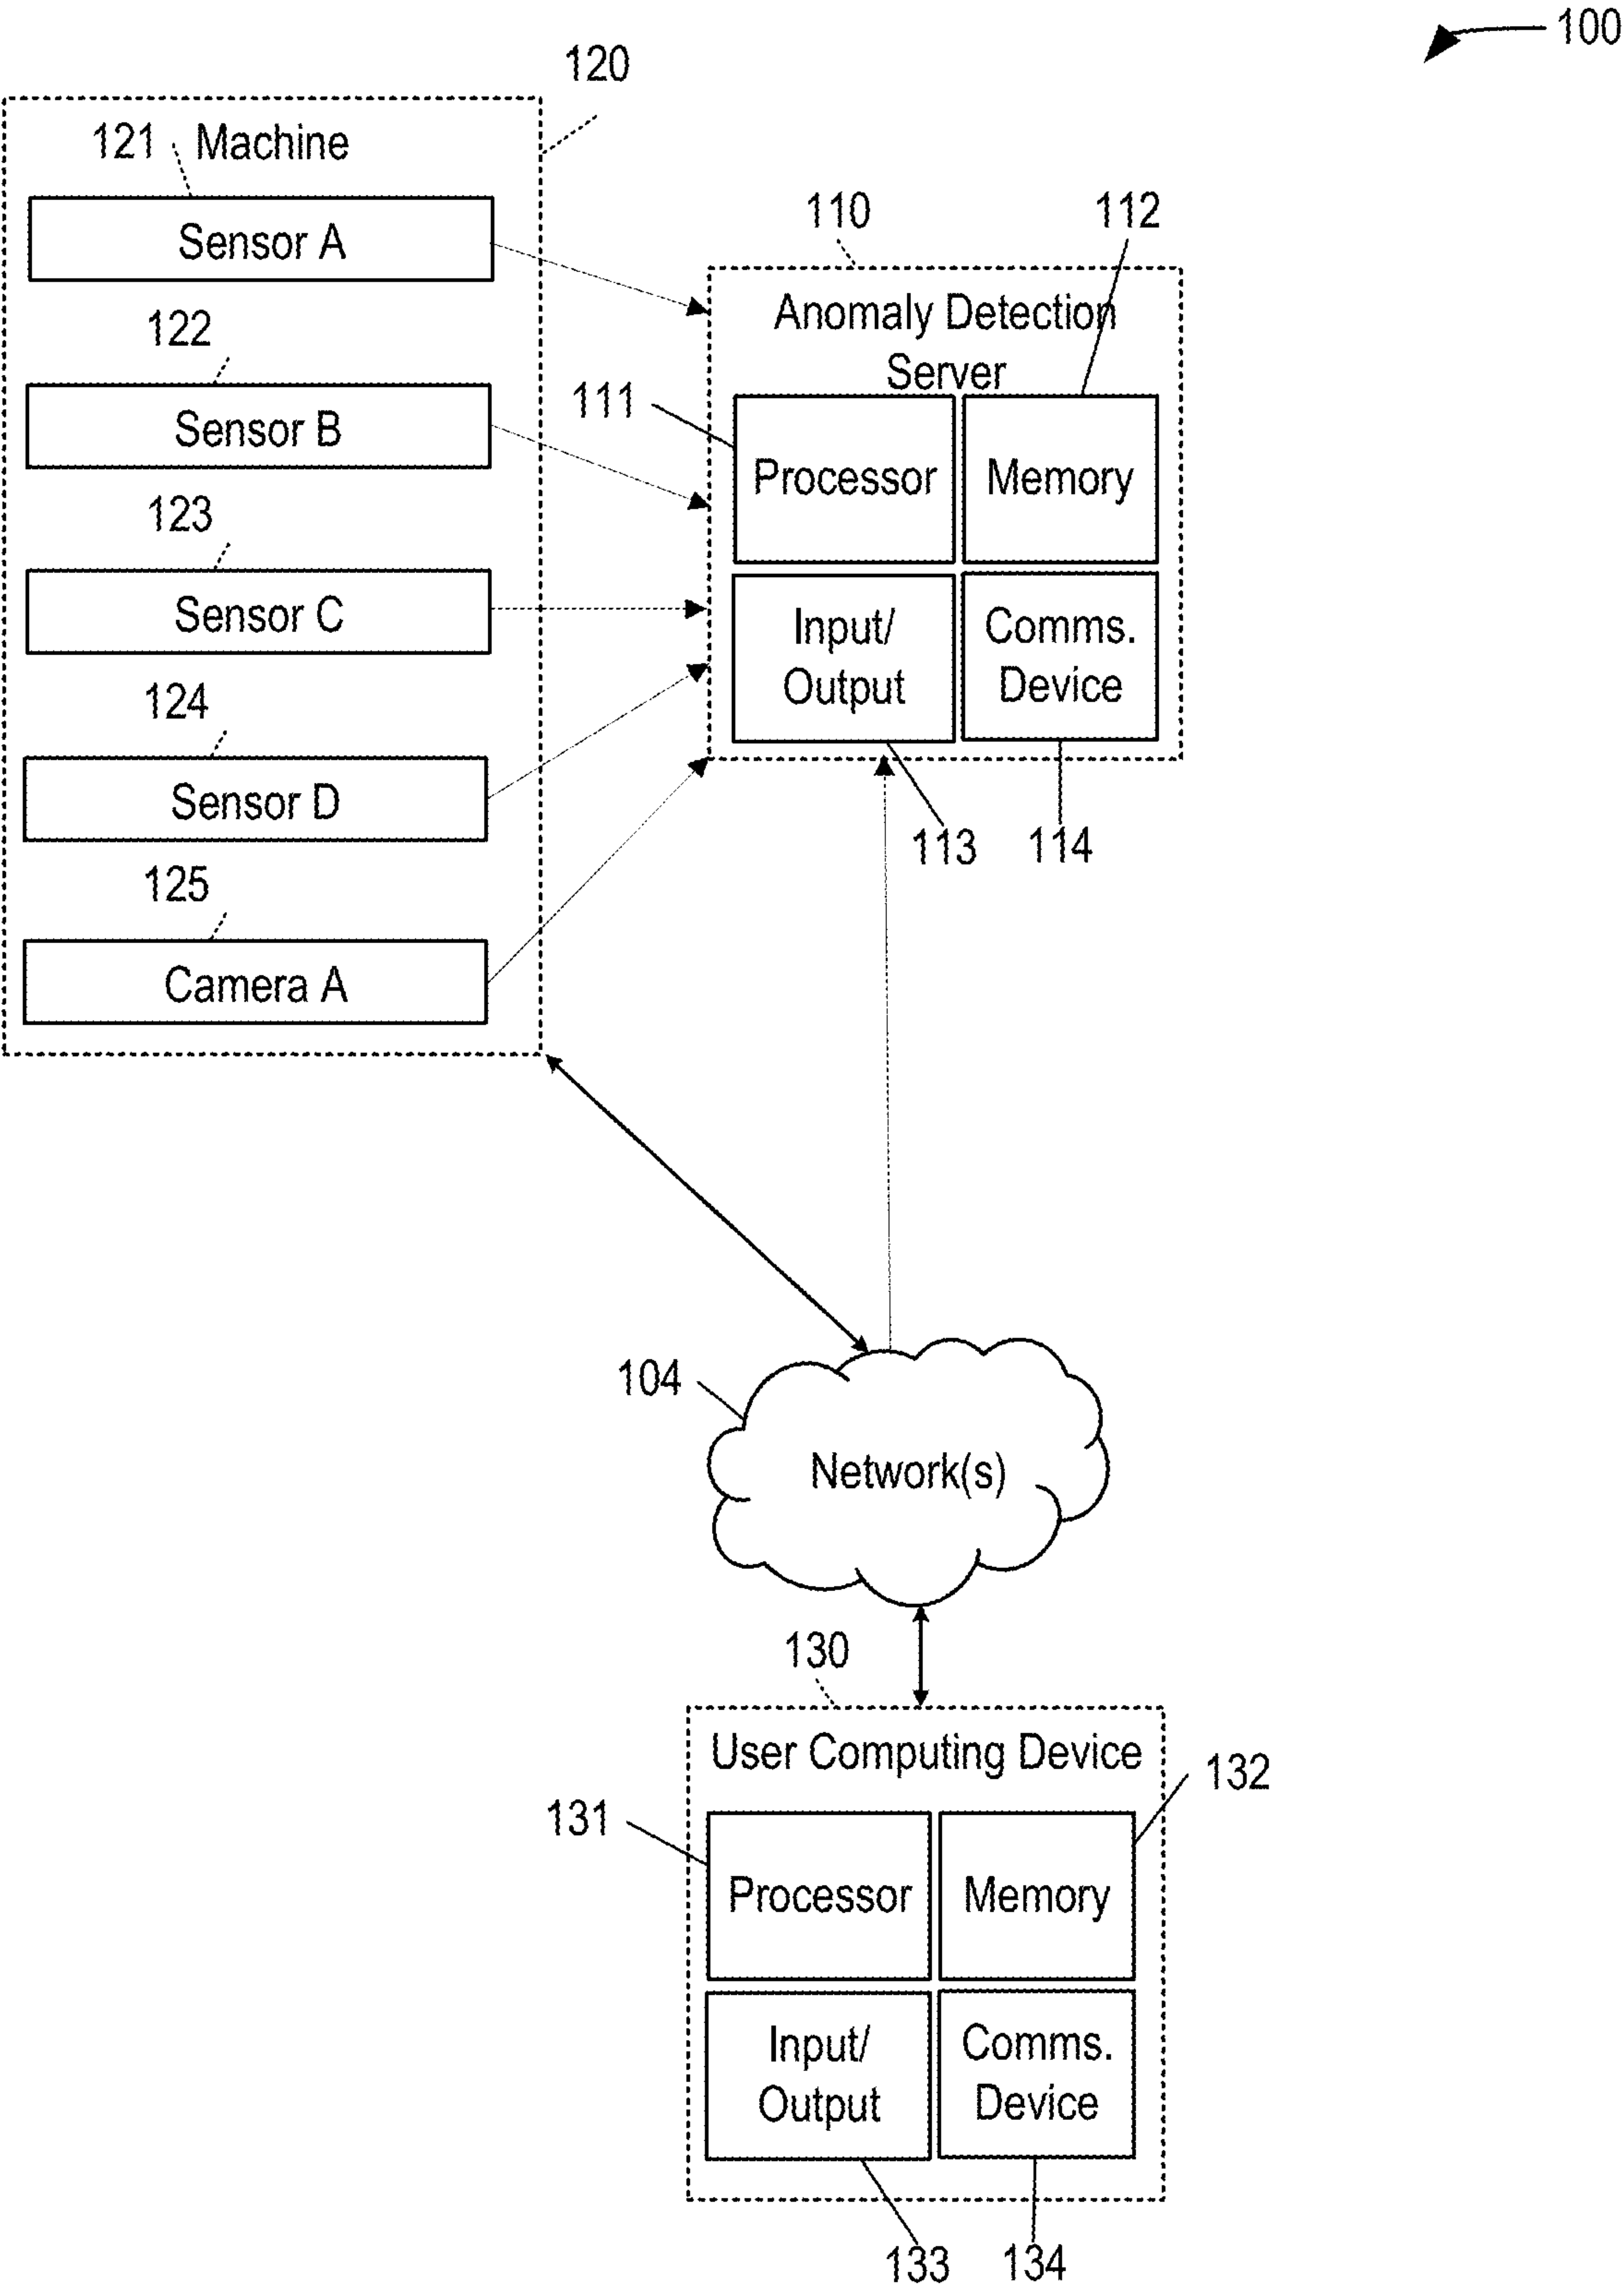 100
120
121 Machine
Sensor A
122
Sensor B
123
Sensor C
124
Sensor D
125
Camera A
110
112
Anomaly Detection
Server
111
Processor
Memory
Input/
Output
Comms.
Device
113
114
104
Network(s)
130
User Computing Device
132
131
Processor
Memory
Input/
Output
Comms.
Device
133
134